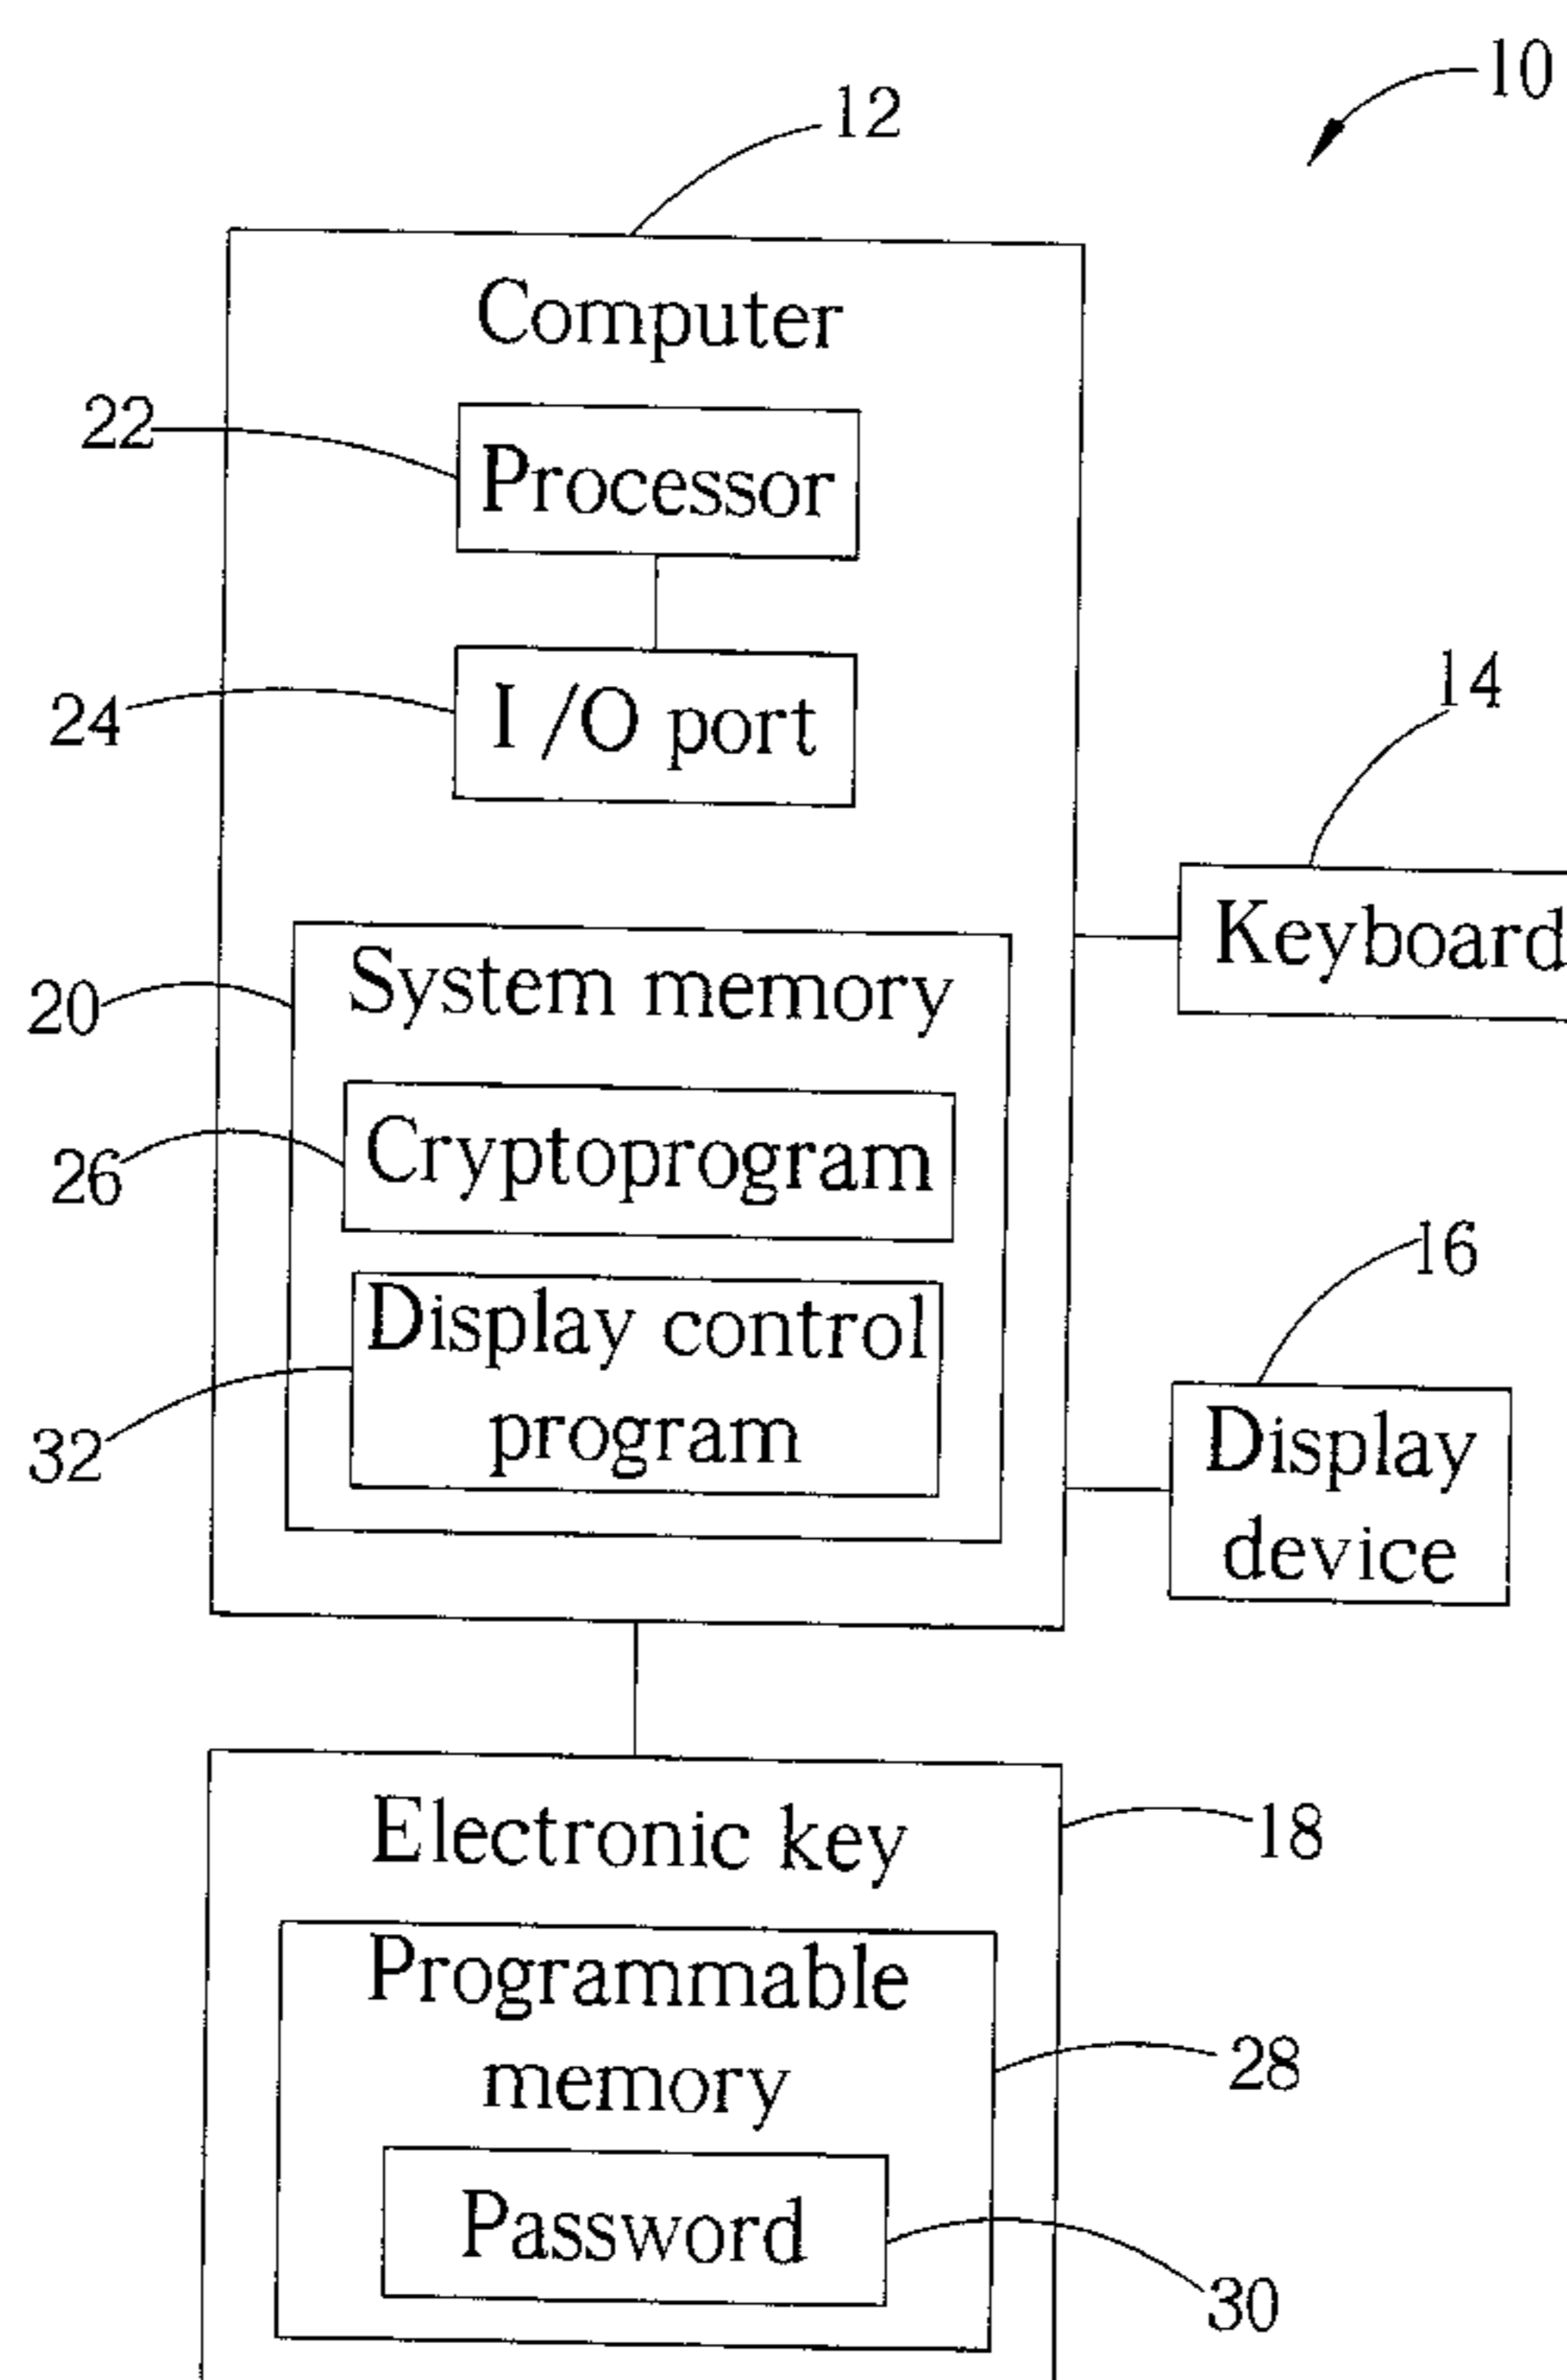 10
12
Computer
22
Processor
24
I /O port
14
Keyboard
20
System memory
26
Cryptoprogram
16
Display control
program
32
Display
device
Electronic key
18
Programmable
memory
28
Password
30